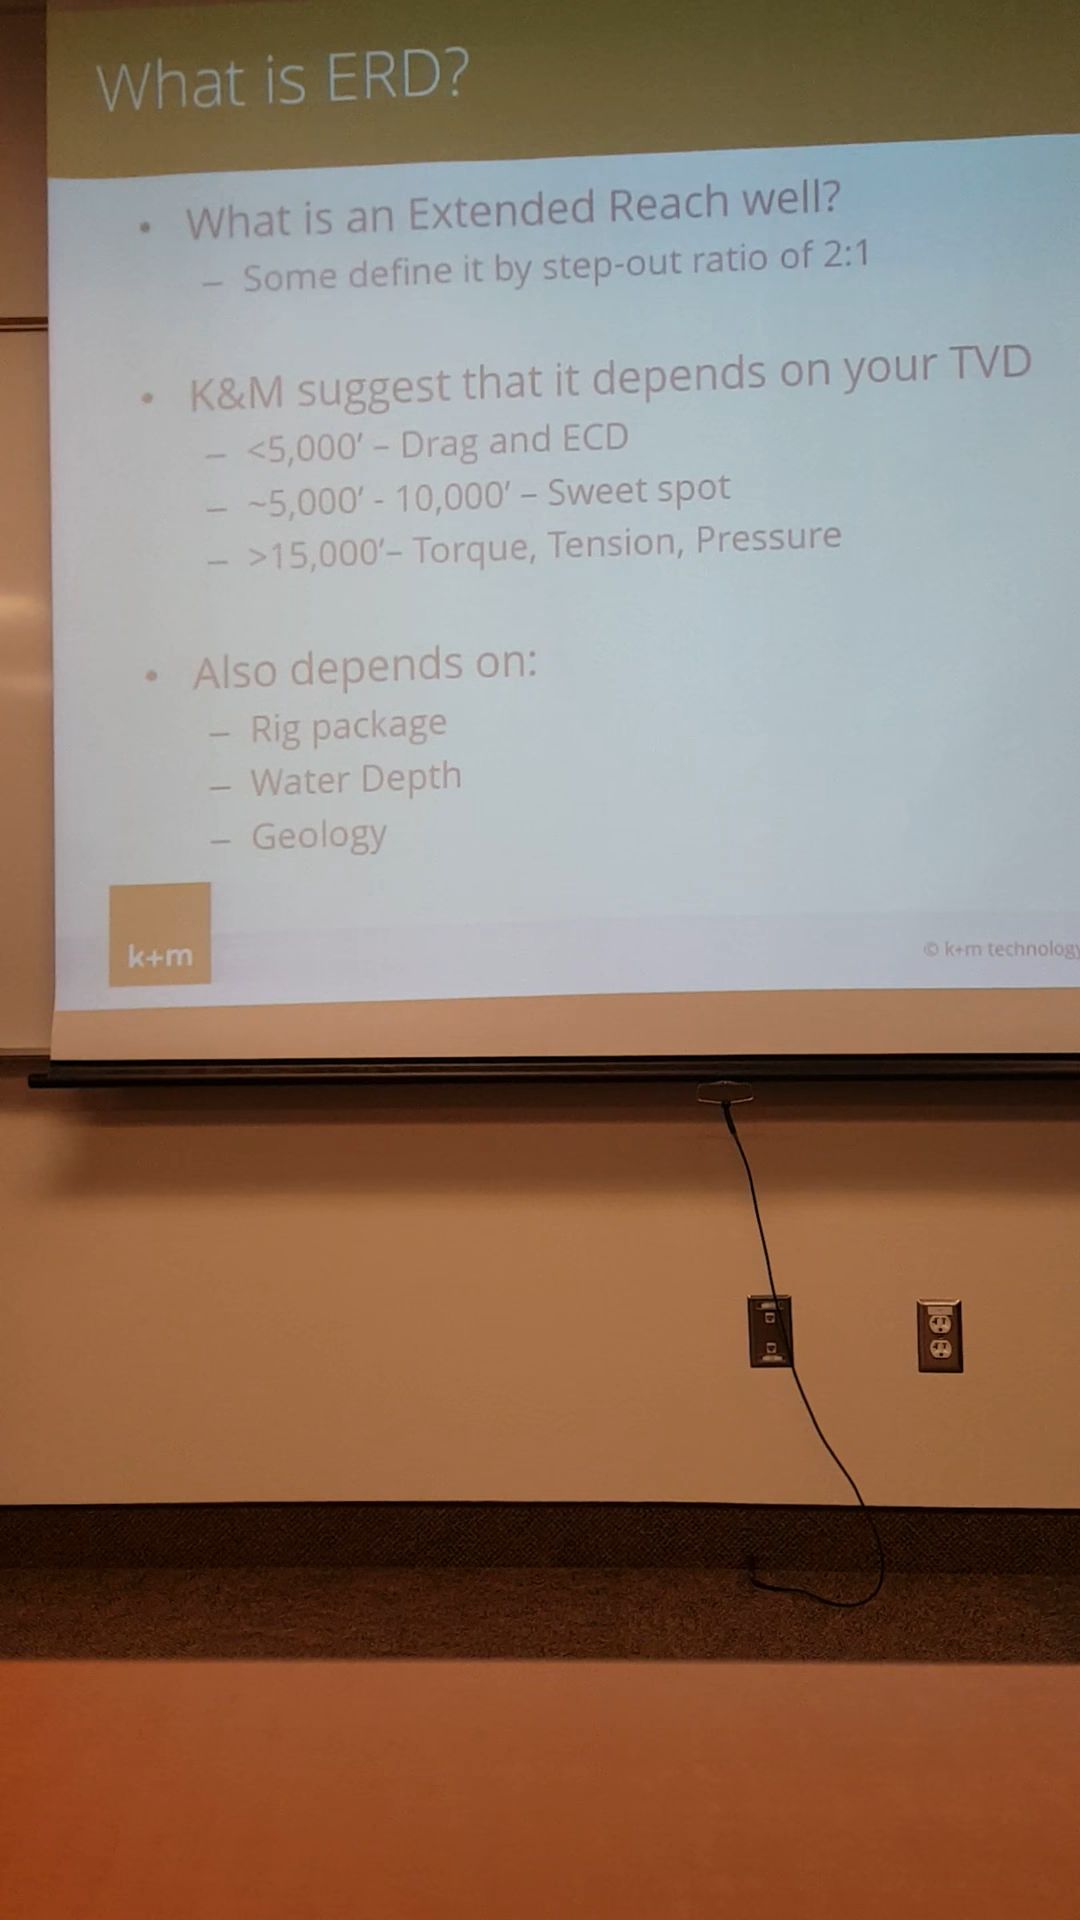 What is ERD?
• What is an Extended Reach well?
– Some define it by step-out ratio of 2:1
• K&M suggest that it depends on your TVD
– <5,000’ – Drag and ECD
– ~5,000’ - 10,000’ – Sweet spot
– >15,000’– Torque, Tension, Pressure
• Also depends on:
– Rig package
– Water Depth
– Geology
k+m
© k+m technology